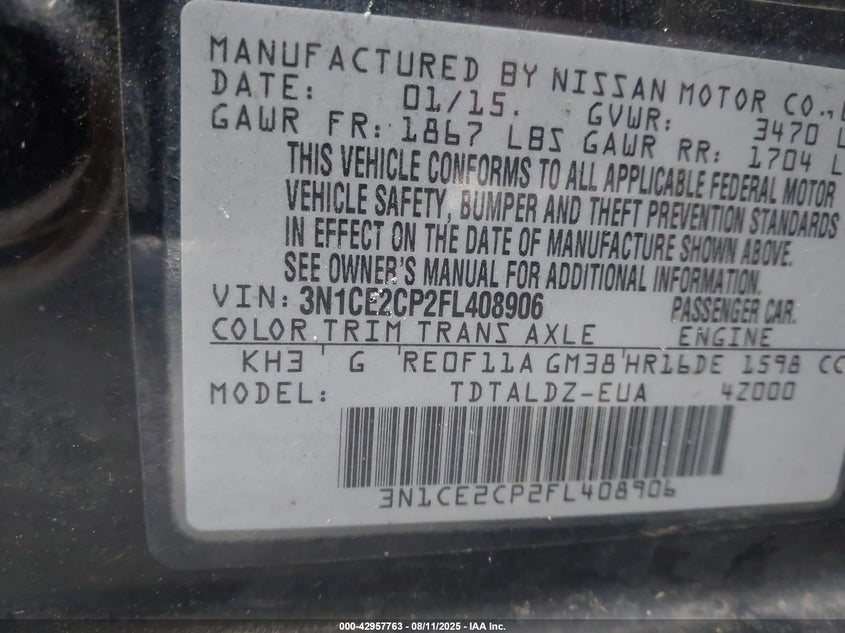 MANUFACTURED BY NISSAN MOTOR CO.,
DATE: 01/15. GVWR: 3470 L
GAWR FR: 1867 LBS GAWR RR: 1704 L
THIS VEHICLE CONFORMS TO ALL APPLICABLE FEDERAL MOTOR
VEHICLE SAFETY, BUMPER AND THEFT PREVENTION STANDARDS
IN EFFECT ON THE DATE OF MANUFACTURE SHOWN ABOVE.
SEE OWNER'S MANUAL FOR ADDITIONAL INFORMATION.
VIN: 3N1CE2CP2FL408906 PASSENGER CAR.
COLOR TRIM TRANS AXLE ENGINE
KH3 G RE0F11A GM38 HR16DE 1598 CC
MODEL: TDTALDZ-EUA 4Z000
3N1CE2CP2FL408906
000-42957763 - 08/11/2025 - IAA Inc.